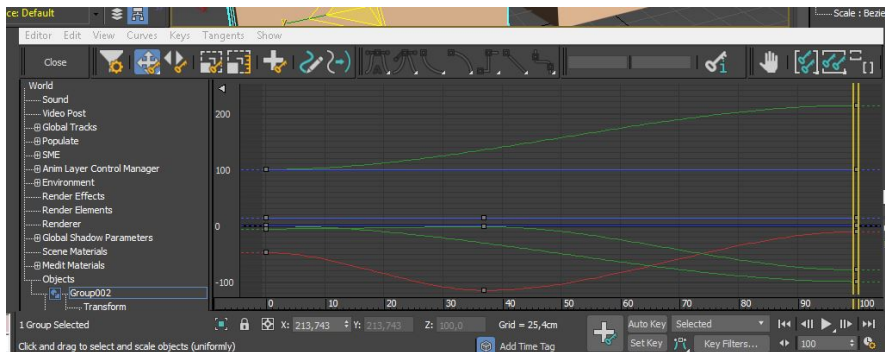 ce: Default
Scale : Bezie
Editor Edit View Curves Keys Tangents Show
Close
World
Sound
Video Post
Global Tracks
Populate
SME
Anim Layer Control Manager
Environment
Render Effects
Render Elements
Renderer
Global Shadow Parameters
Scene Materials
Medit Materials
Objects
Group002
Transform
200
100
0
-100
0 10 20 30 40 50 60 70 80 90 100
1 Group Selected
X: 213,743 Y: 213,743 Z: 100,0 Grid = 25,4cm
Auto Key Selected
Click and drag to select and scale objects (uniformly)
Add Time Tag
Set Key Key Filters... 100